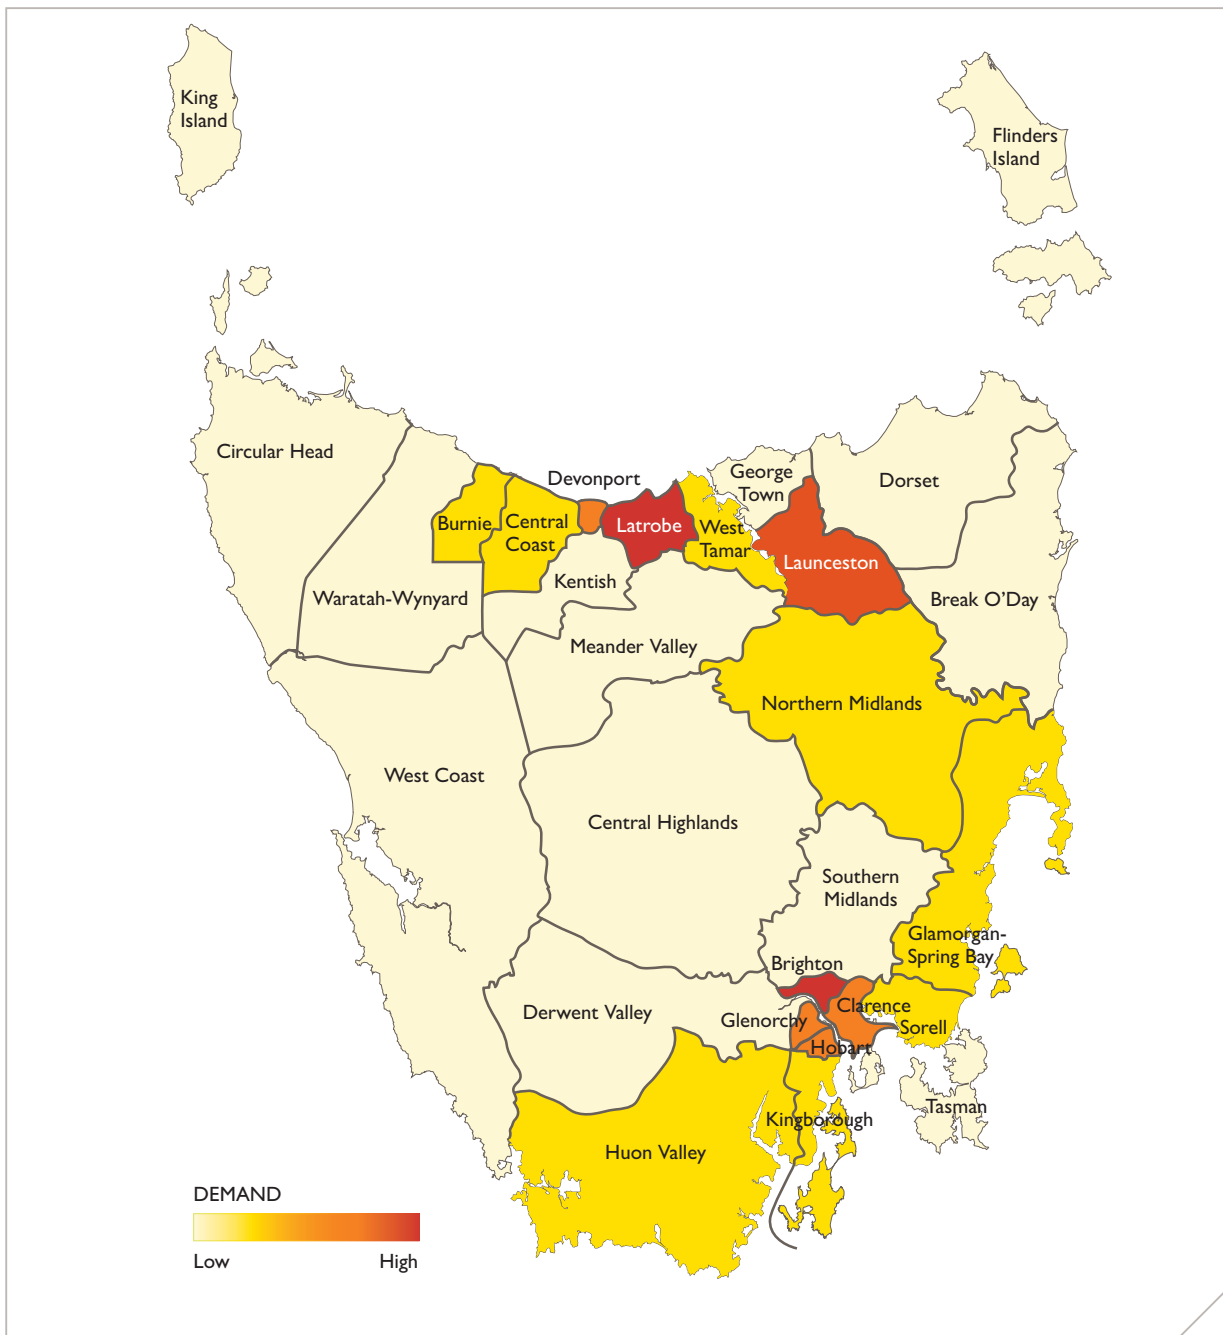 King
Island
Flinders
Island
Circular Head
Devonport
George
Town
Dorset
Burnie
Central
Coast
Latrobe
West
Tamar
Launceston
Kentish
Waratah-Wynyard
Break O’Day
Meander Valley
Northern Midlands
West Coast
Central Highlands
Southern
Midlands
Glamorgan-
Spring Bay
Brighton
Clarence
Derwent Valley
Glenorchy
Sorell
Hobart
Tasman
Kingborough
Huon Valley
DEMAND
Low High